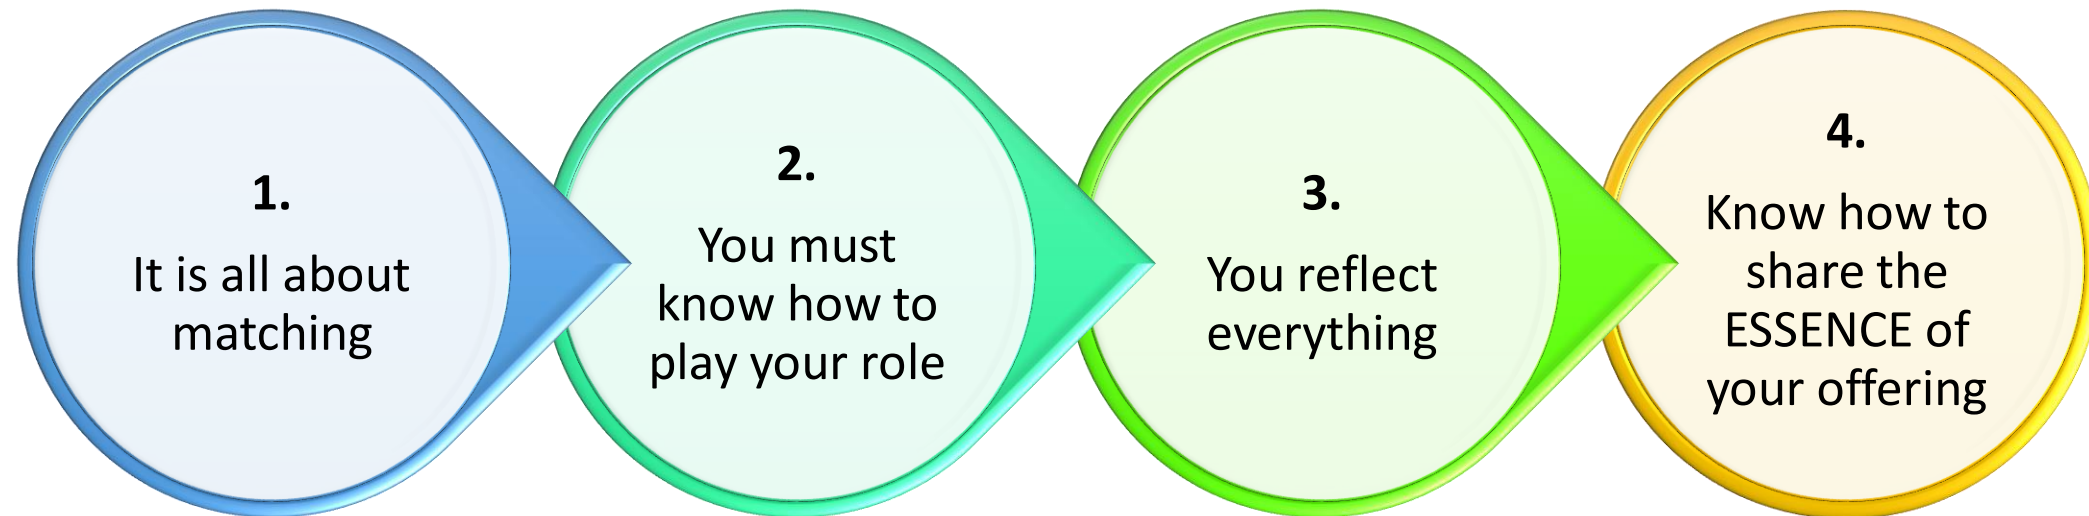 1.
It is all about
matching
2.
You must
know how to
play your role
3.
You reflect
everything
4.
Know how to
share the
ESSENCE of
your offering